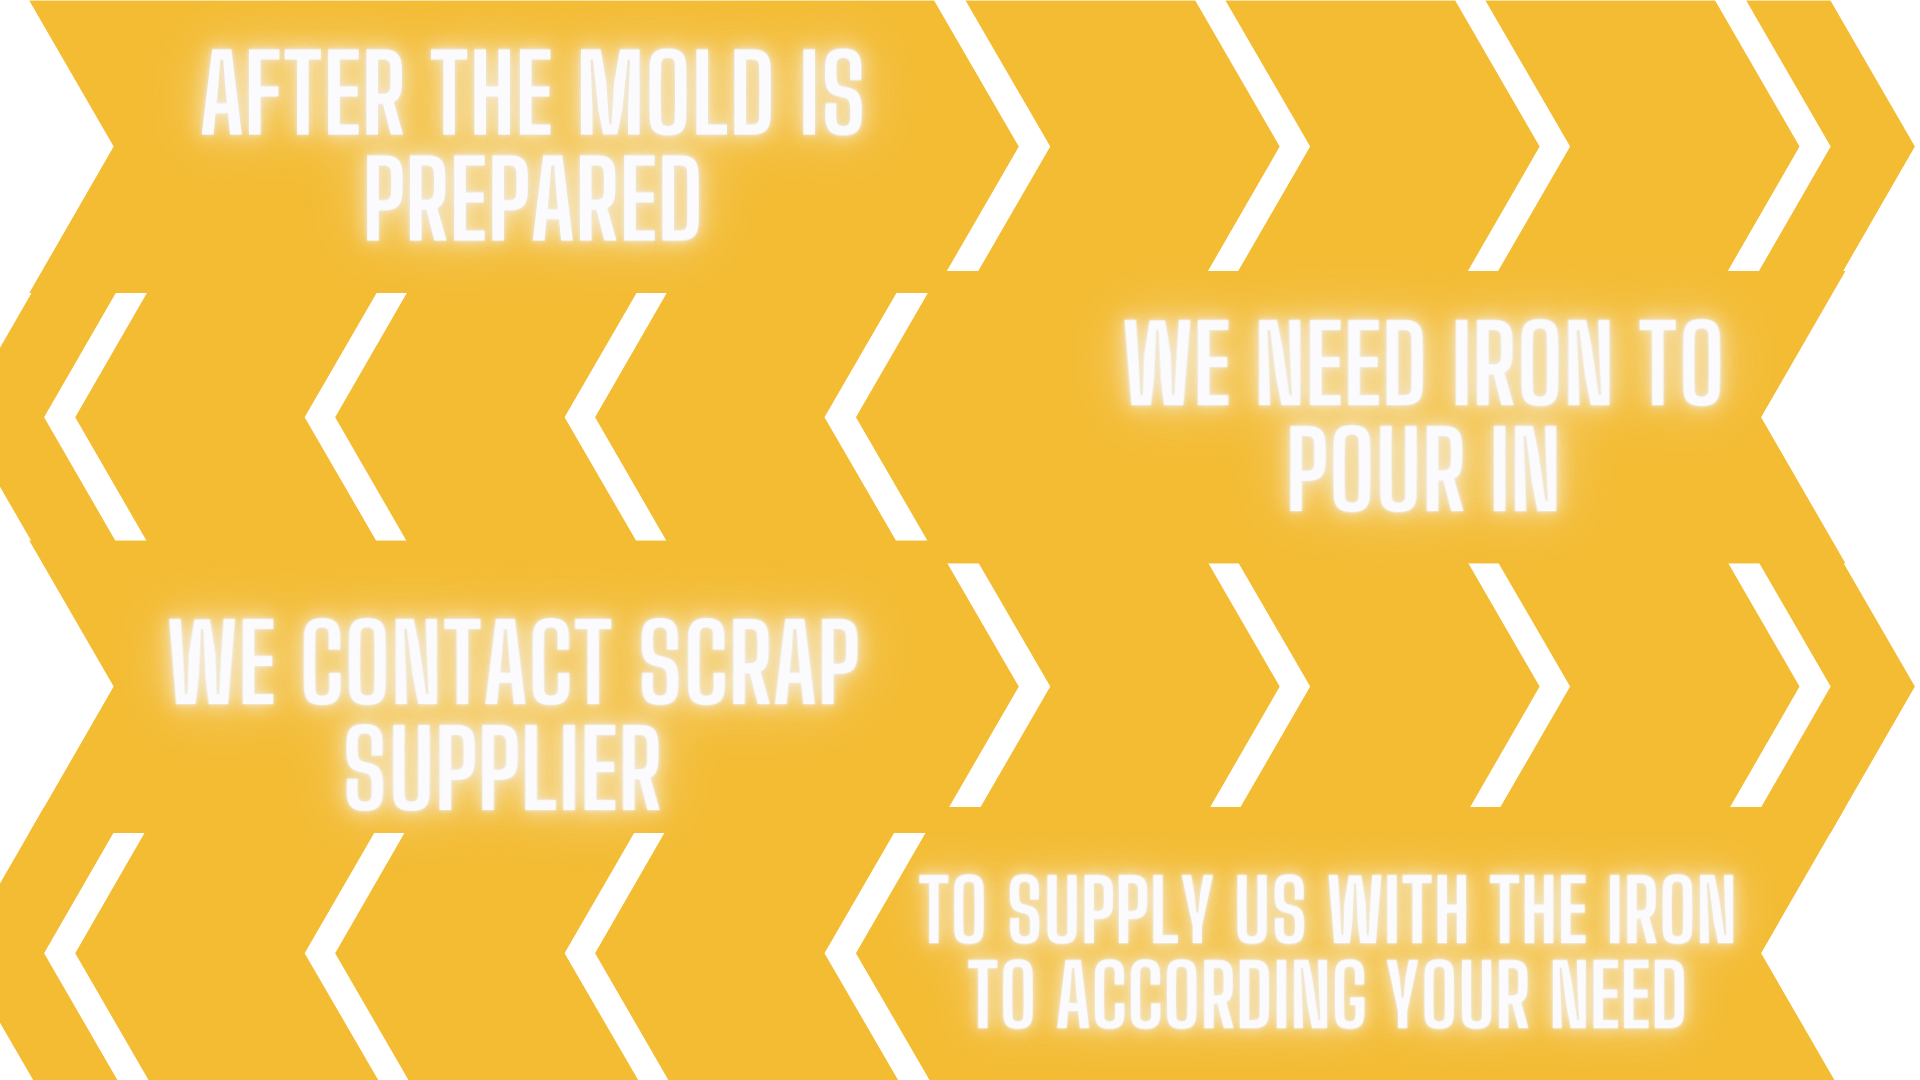 AFTER THE MOLD IS
PREPARED
WE NEED IRON TO
POUR IN
WE CONTACT SCRAP
SUPPLIER
TO SUPPLY US WITH THE IRON
TO ACCORDING YOUR NEED